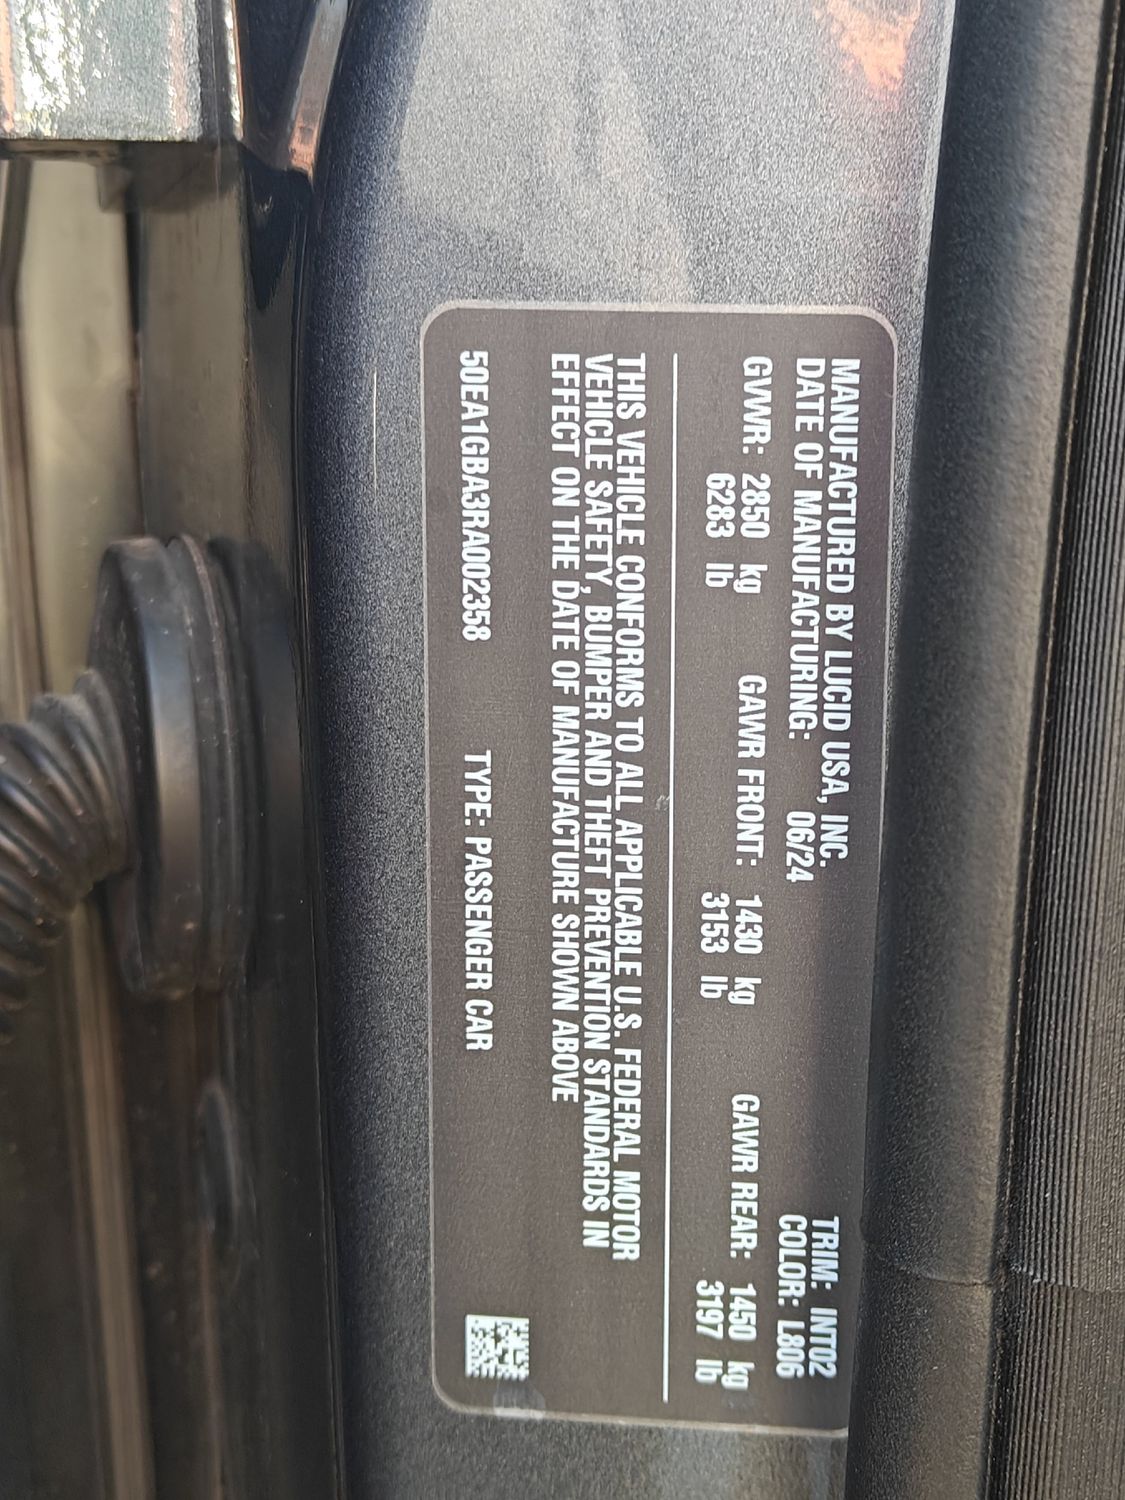 MANUFACTURED BY LUCID USA, INC. TRIM: INT02
DATE OF MANUFACTURING: 06/24 COLOR: L806
GVWR: 2850 kg GAWR FRONT: 1430 kg GAWR REAR: 1450 kg
6283 lb 3153 lb 3197 lb
THIS VEHICLE CONFORMS TO ALL APPLICABLE U.S. FEDERAL MOTOR
VEHICLE SAFETY, BUMPER AND THEFT PREVENTION STANDARDS IN
EFFECT ON THE DATE OF MANUFACTURE SHOWN ABOVE
50EA1GBA3RA002358 TYPE: PASSENGER CAR